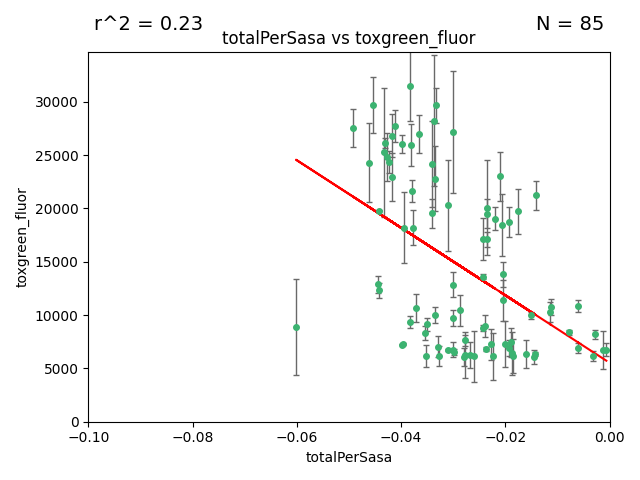 r^2 = 0.23
N = 85
totalPerSasa vs toxgreen_fluor
30000
25000
20000
15000
10000
5000
0
toxgreen_fluor
−0.10
−0.08
−0.06
−0.04
−0.02
0.00
totalPerSasa